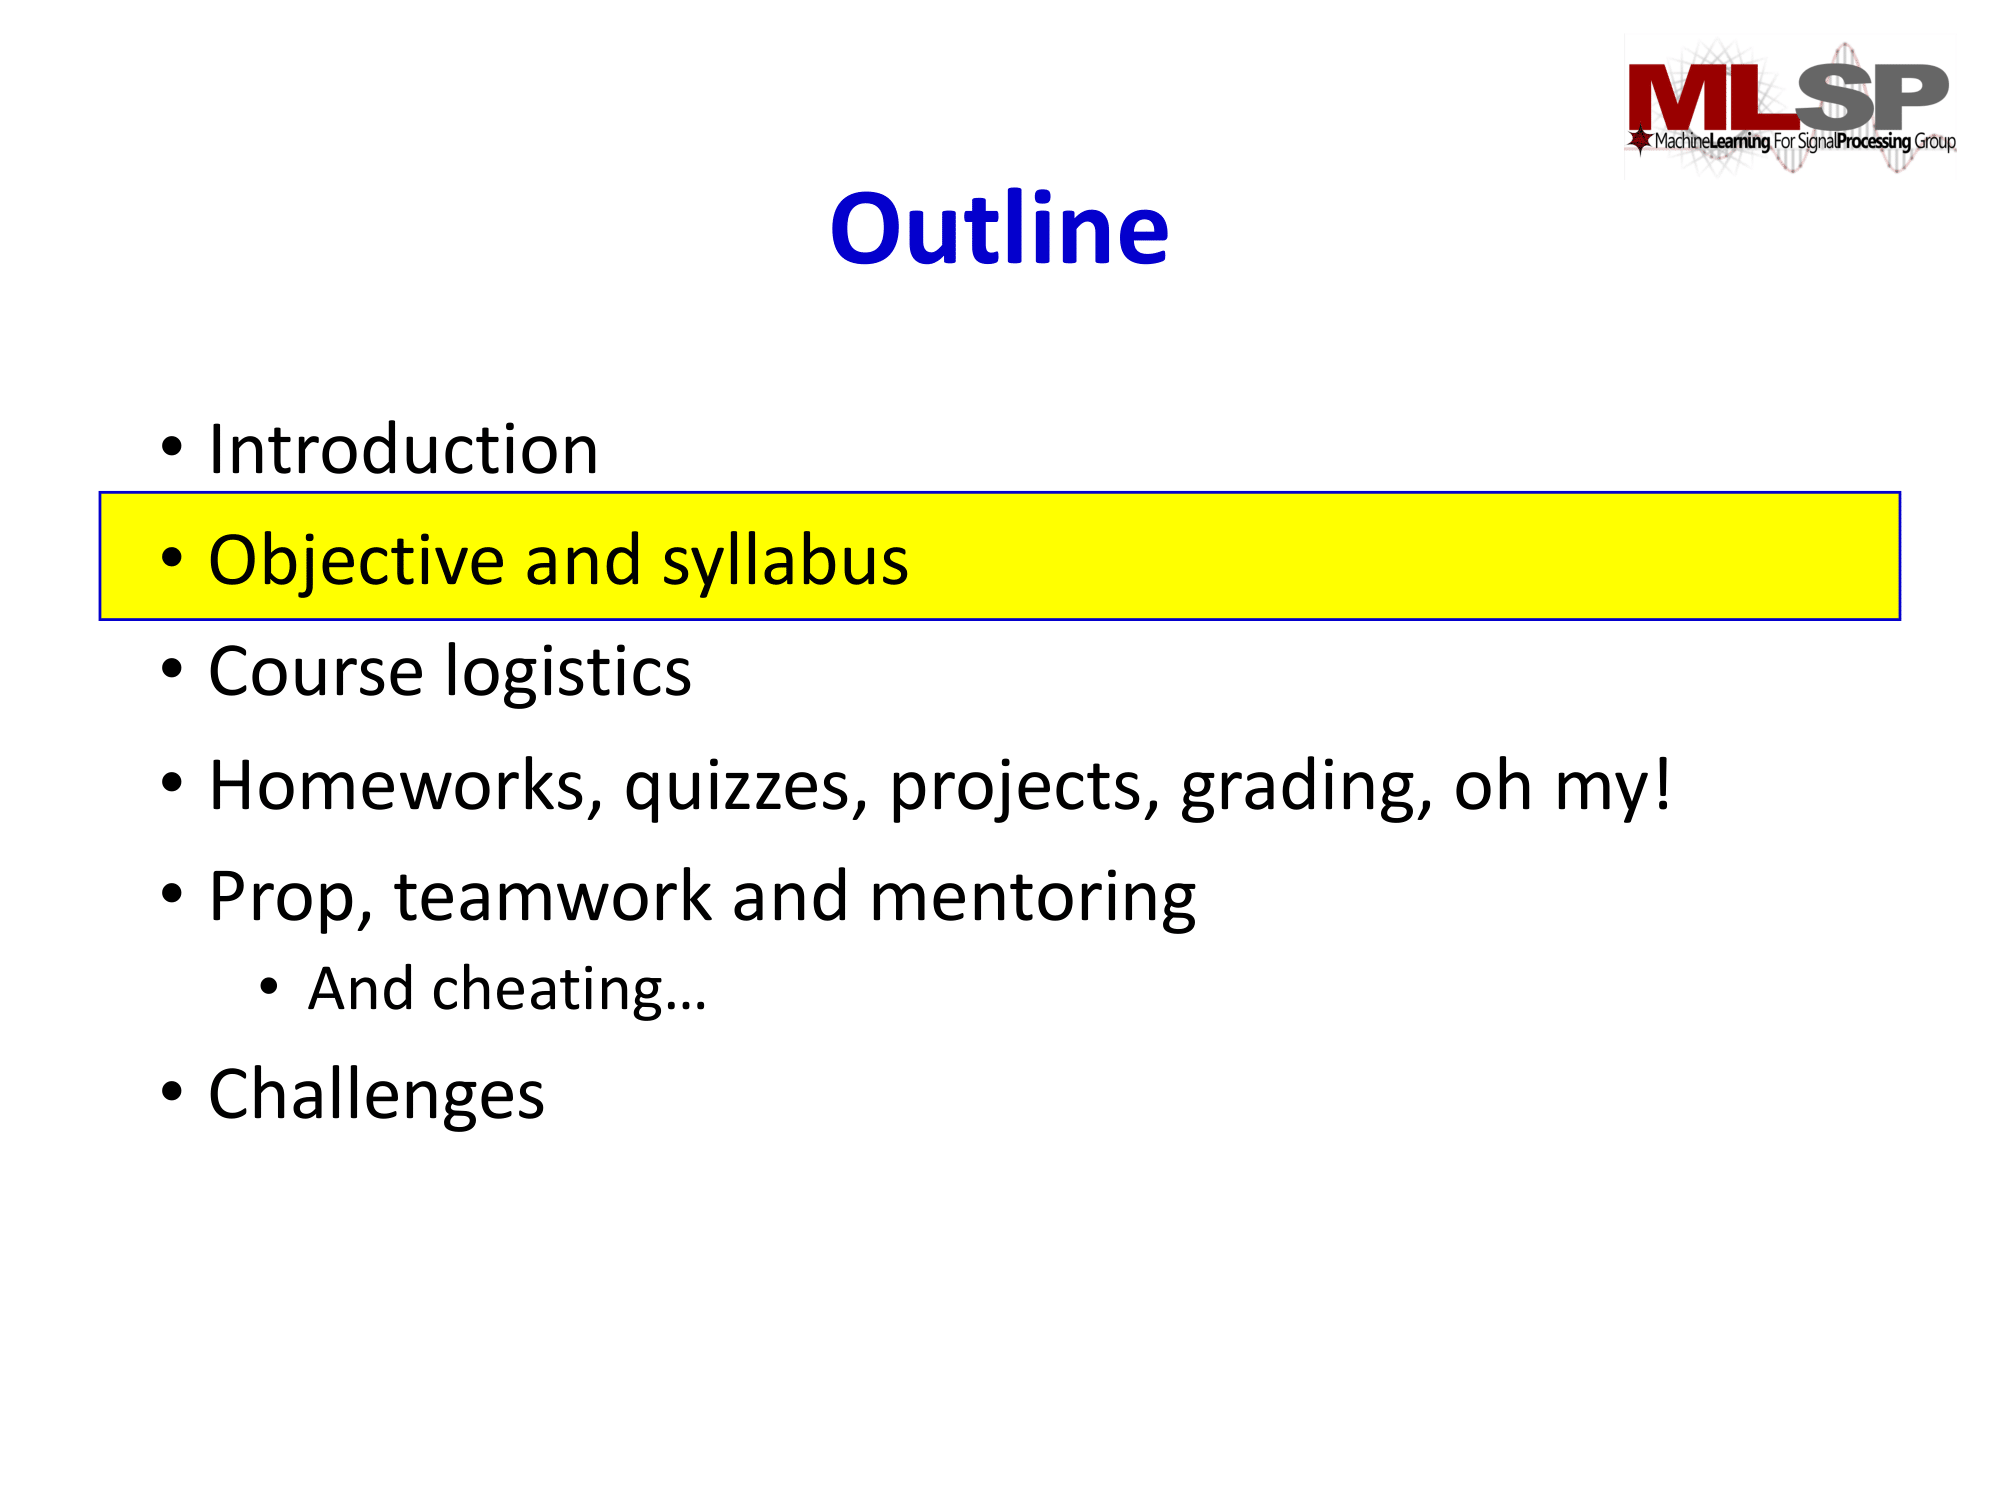 MLSP
MachineLearning For SignalProcessing Group
Outline
• Introduction
• Objective and syllabus
• Course logistics
• Homeworks, quizzes, projects, grading, oh my!
• Prop, teamwork and mentoring
• And cheating…
• Challenges